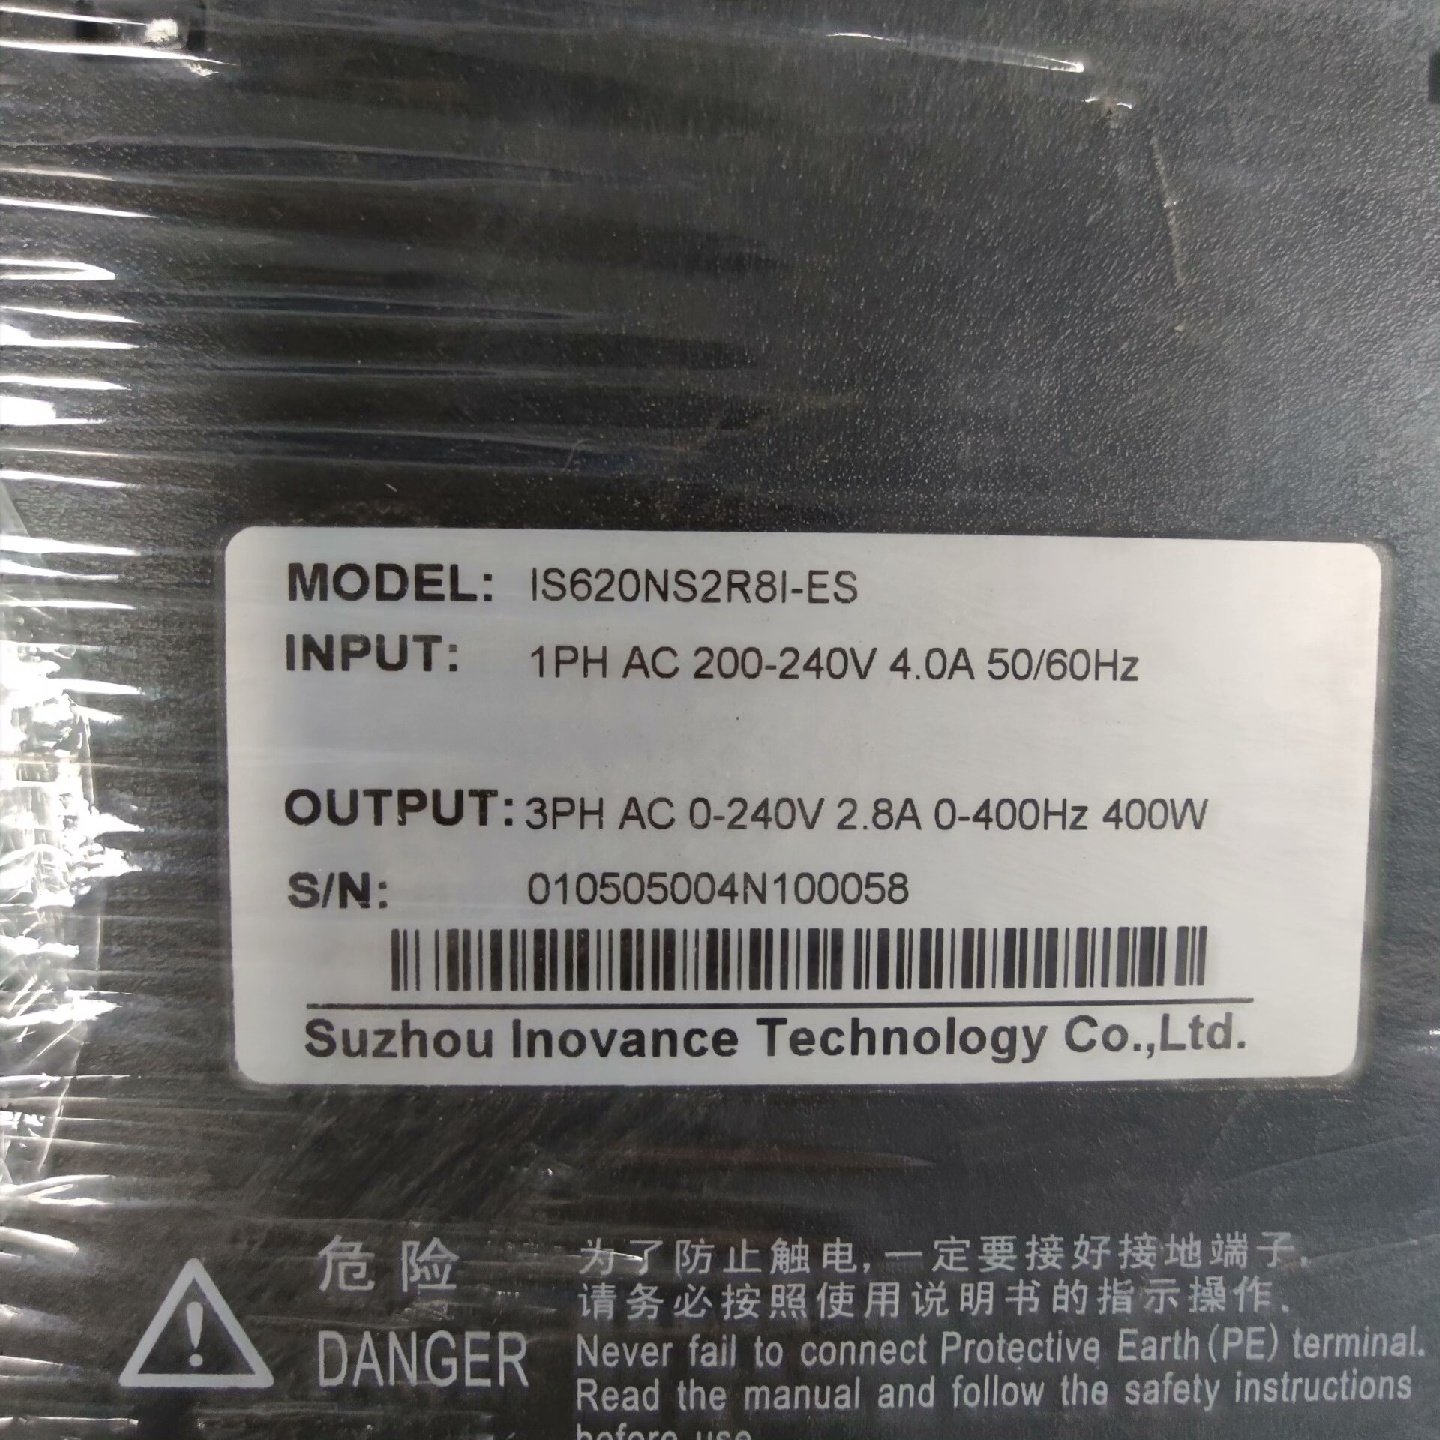 MODEL: IS620NS2R8I-ES
INPUT: 1PH AC 200-240V 4.0A 50/60Hz
OUTPUT: 3PH AC 0-240V 2.8A 0-400Hz 400W
S/N: 010505004N100058
Suzhou Inovance Technology Co.,Ltd.
危险
DANGER
为了防止触电,一定要接好接地端子.
请务必按照使用说明书的指示操作.
Never fail to connect Protective Earth(PE) terminal.
Read the manual and follow the safety instructions
before use